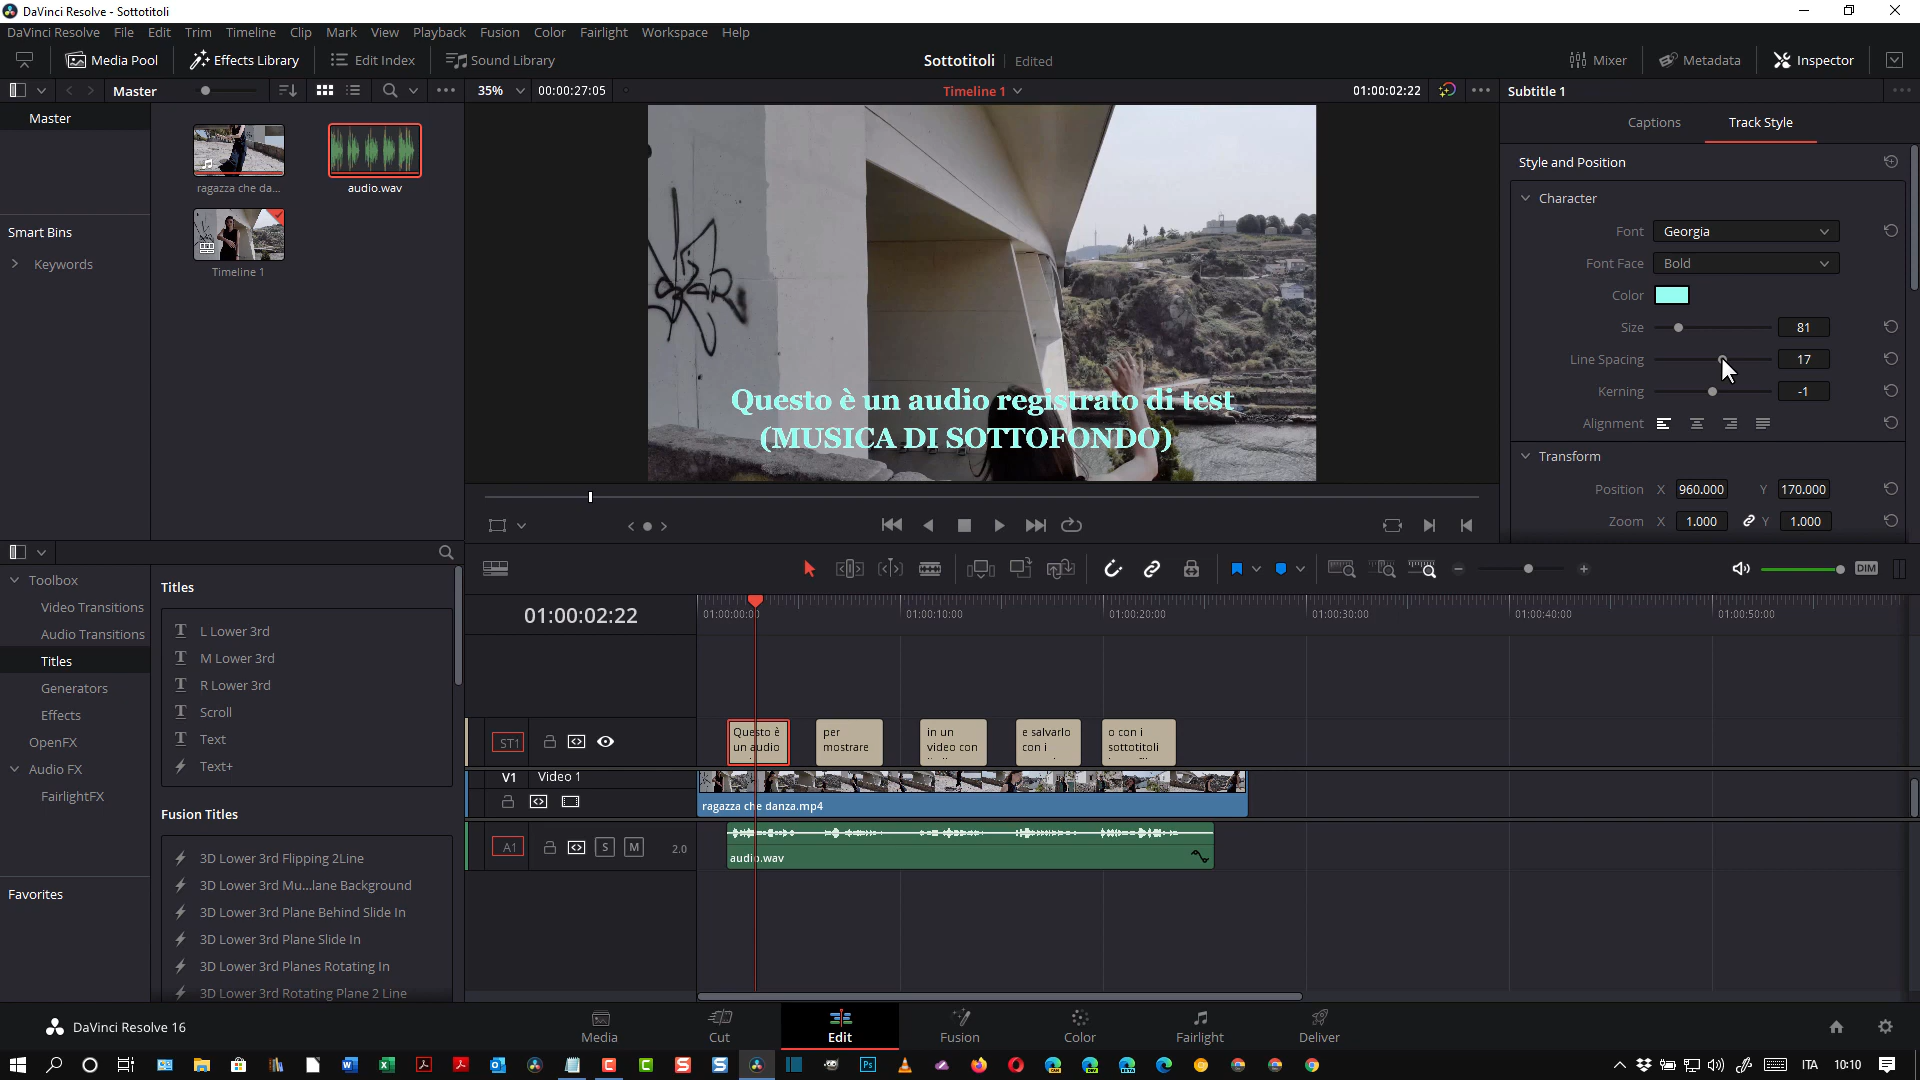 DaVinci Resolve - Sottotitoli
DaVinci Resolve File Edit Trim Timeline Clip Mark View Playback Fusion Color Fairlight Workspace Help
Media Pool Effects Library Edit Index Sound Library Sottotitoli Edited Mixer Metadata Inspector
Master 35% 00:00:27:05 Timeline 1 01:00:02:22 Subtitle 1
Master
ragazza che da...
audio.wav
Timeline 1
Smart Bins
Keywords
Questo è un audio registrato di test
(MUSICA DI SOTTOFONDO)
Captions Track Style
Style and Position
Character
Font Georgia
Font Face Bold
Color
Size 81
Line Spacing 17
Kerning -1
Alignment
Transform
Position X 960.000 Y 170.000
Zoom X 1.000 Y 1.000
Toolbox
Video Transitions
Audio Transitions
Titles
Generators
Effects
OpenFX
Audio FX
FairlightFX
Favorites
Titles
L Lower 3rd
M Lower 3rd
R Lower 3rd
Scroll
Text
Text+
Fusion Titles
3D Lower 3rd Flipping 2Line
3D Lower 3rd Mu...lane Background
3D Lower 3rd Plane Behind Slide In
3D Lower 3rd Plane Slide In
3D Lower 3rd Planes Rotating In
3D Lower 3rd Rotating Plane 2 Line
DIM
01:00:02:22
01:00:00:00 01:00:10:00 01:00:20:00 01:00:30:00 01:00:40:00 01:00:50:00
ST1
Questo è
un audio
per
mostrare
in un
video con
e salvarlo
con i
o con i
sottotitoli
V1 Video 1
ragazza che danza.mp4
A1 S M 2.0
audio.wav
DaVinci Resolve 16
Media Cut Edit Fusion Color Fairlight Deliver
ITA 10:10